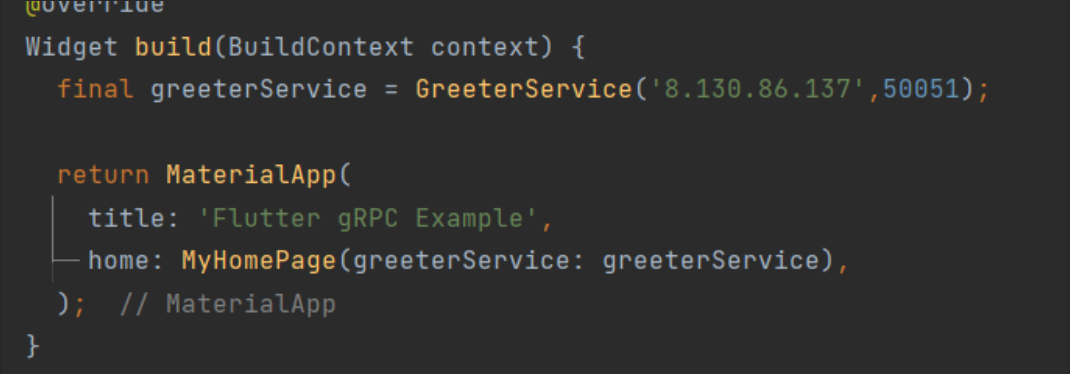 @override
Widget build(BuildContext context) {
  final greeterService = GreeterService('8.130.86.137',50051);

  return MaterialApp(
    title: 'Flutter gRPC Example',
    home: MyHomePage(greeterService: greeterService),
  );  // MaterialApp
}